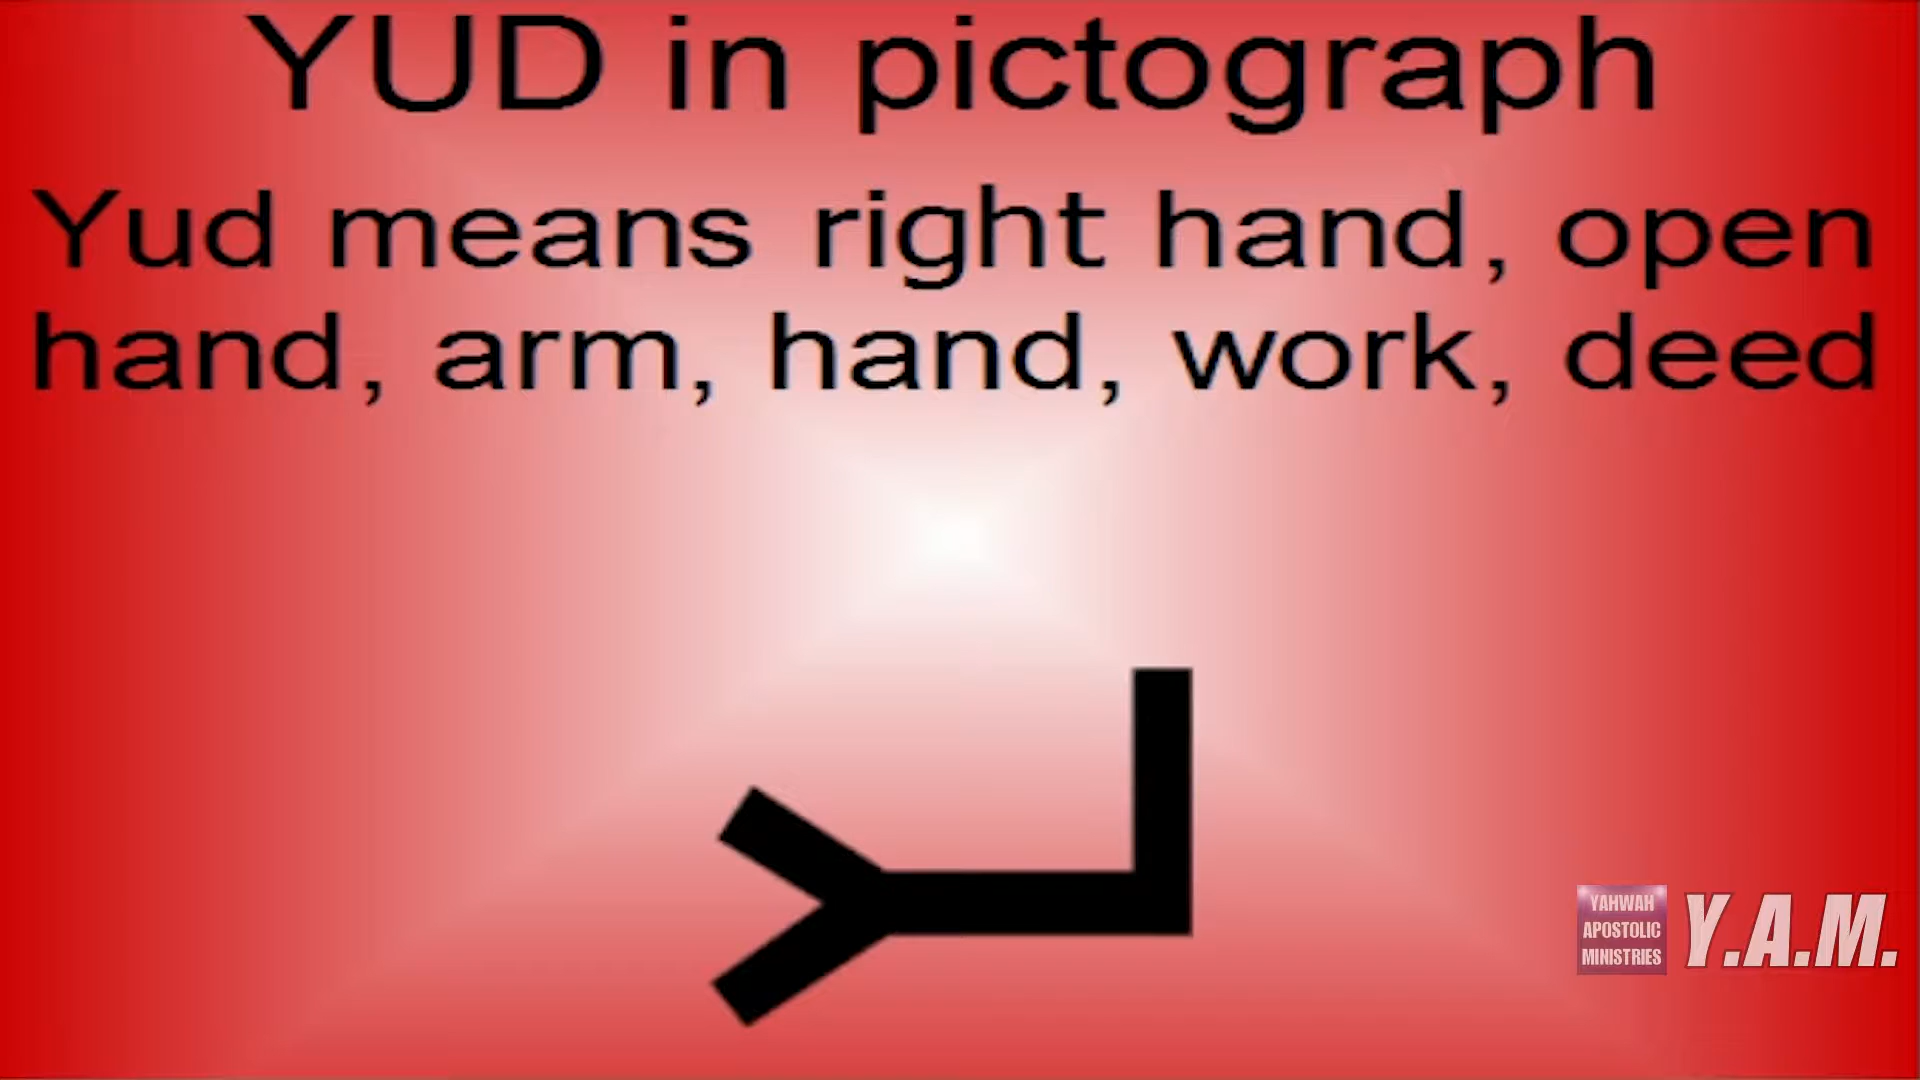 YUD in pictograph
Yud means right hand, open
hand, arm, hand, work, deed
YAHWAH
APOSTOLIC
MINISTRIES
Y.A.M.